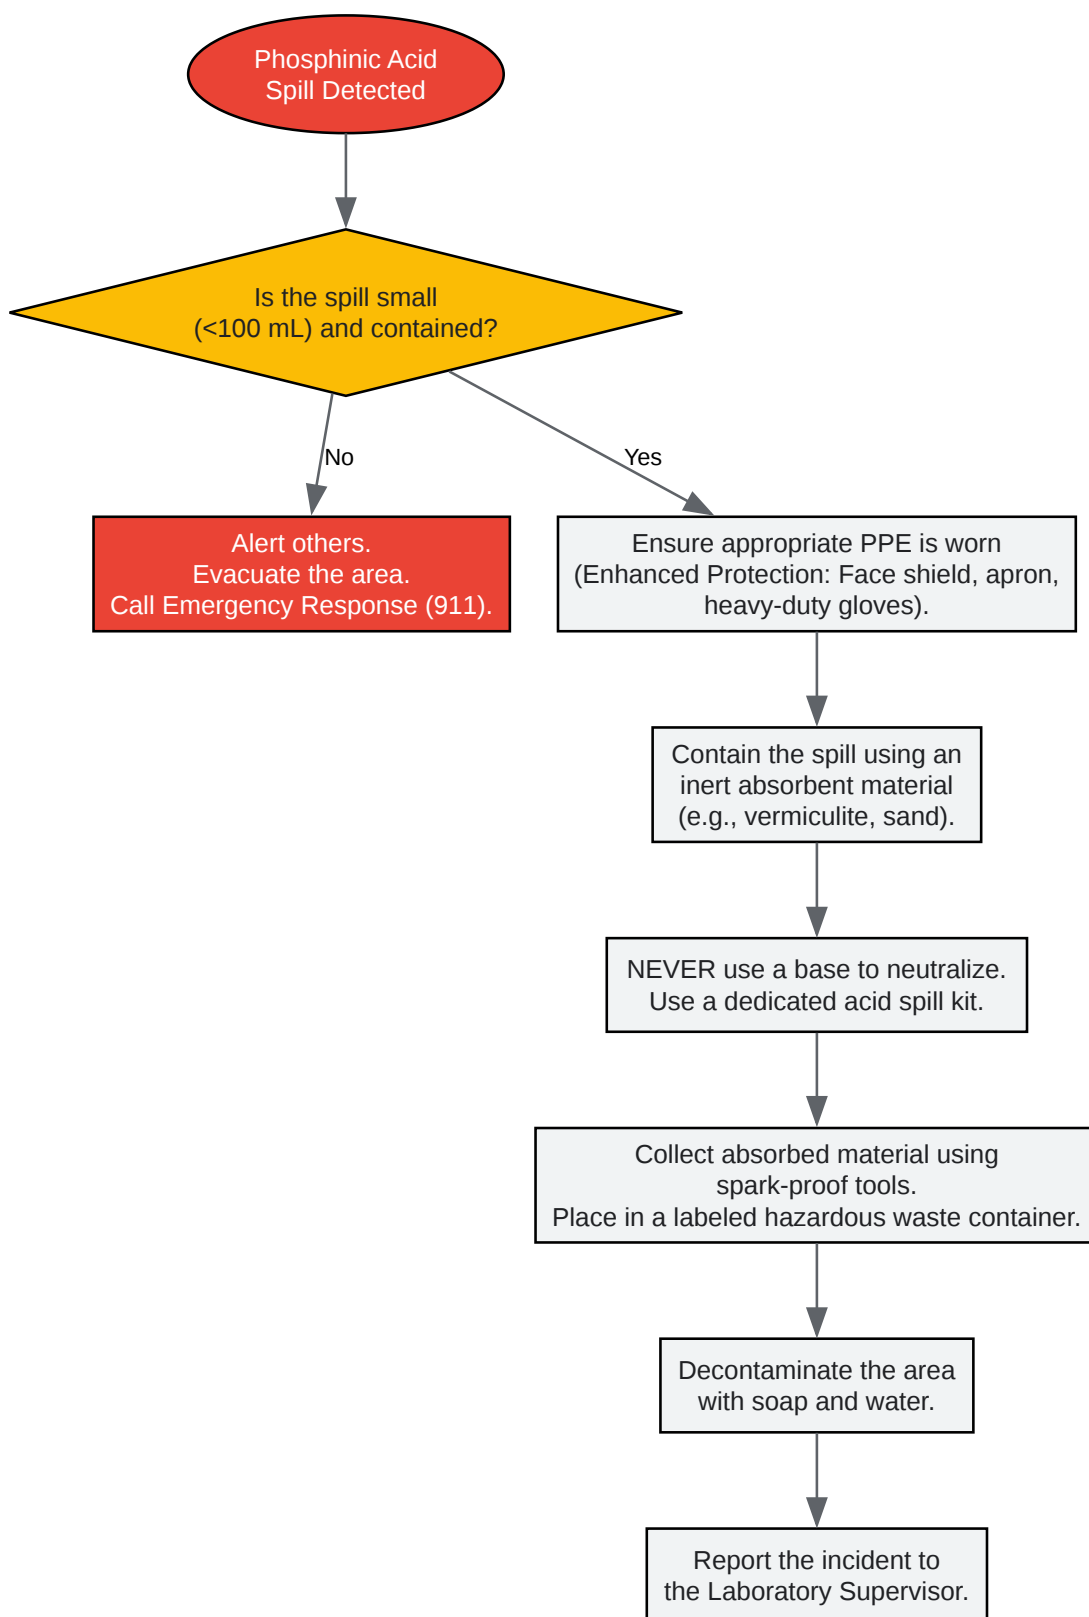 Phosphinic Acid
Spill Detected
Is the spill small
(<100 mL) and contained?
No
Yes
Alert others.
Evacuate the area.
Call Emergency Response (911).
Ensure appropriate PPE is worn
(Enhanced Protection: Face shield, apron,
heavy-duty gloves).
Contain the spill using an
inert absorbent material
(e.g., vermiculite, sand).
NEVER use a base to neutralize.
Use a dedicated acid spill kit.
Collect absorbed material using
spark-proof tools.
Place in a labeled hazardous waste container.
Decontaminate the area
with soap and water.
Report the incident to
the Laboratory Supervisor.